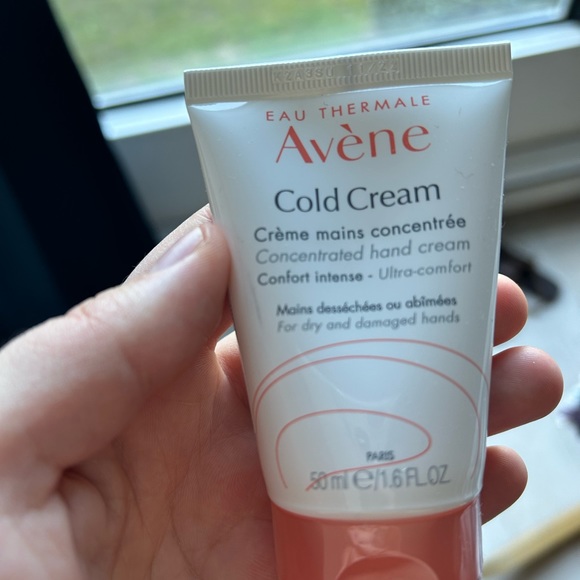 EAU THERMALE
Avène
Cold Cream
Crème mains concentrée
Concentrated hand cream
Confort intense - Ultra-comfort
Mains desséchées ou abîmées
For dry and damaged hands
PARIS
50 ml e/1.6 FL.OZ.